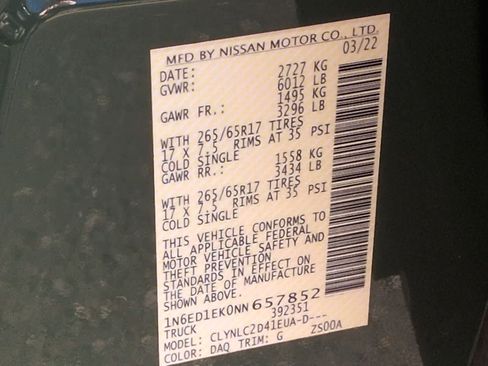 MFD BY NISSAN MOTOR CO., LTD.
DATE: 03/22
GVWR: 2727 KG
6012 LB
GAWR FR.: 1495 KG
3296 LB
WITH 265/65R17 TIRES
17 X 7.5 RIMS AT 35 PSI
COLD SINGLE
GAWR RR.: 1558 KG
3434 LB
WITH 265/65R17 TIRES
17 X 7.5 RIMS AT 35 PSI
COLD SINGLE
THIS VEHICLE CONFORMS TO
ALL APPLICABLE FEDERAL
MOTOR VEHICLE SAFETY AND
THEFT PREVENTION
STANDARDS IN EFFECT ON
THE DATE OF MANUFACTURE
SHOWN ABOVE.
1N6ED1EK0NN657852
TRUCK 392351
MODEL: CLYNLC2D41EUA-D---
COLOR: DAQ TRIM: G ZS00A